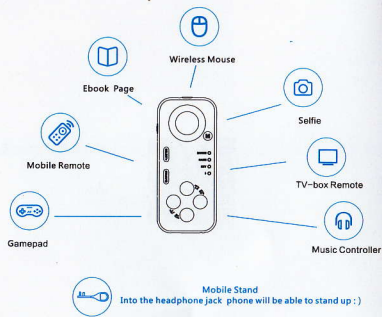 Wireless Mouse
Ebook Page
Selfie
Mobile Remote
TV-box Remote
Gamepad
Music Controller
Mobile Stand
Into the headphone jack phone will be able to stand up : )